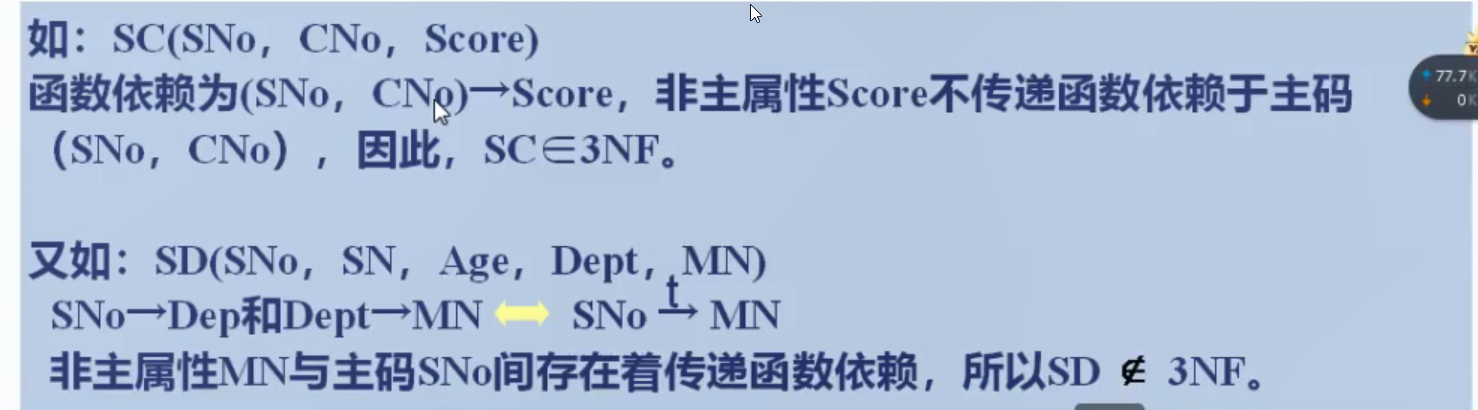 如：SC(SNo，CNo，Score)
函数依赖为(SNo，CNo)→Score，非主属性Score不传递函数依赖于主码
（SNo，CNo），因此，SC∈3NF。
77.7K
0K
又如：SD(SNo，SN，Age，Dept，MN)
t
SNo→Dep和Dept→MN SNo → MN
非主属性MN与主码SNo间存在着传递函数依赖，所以SD ∉ 3NF。